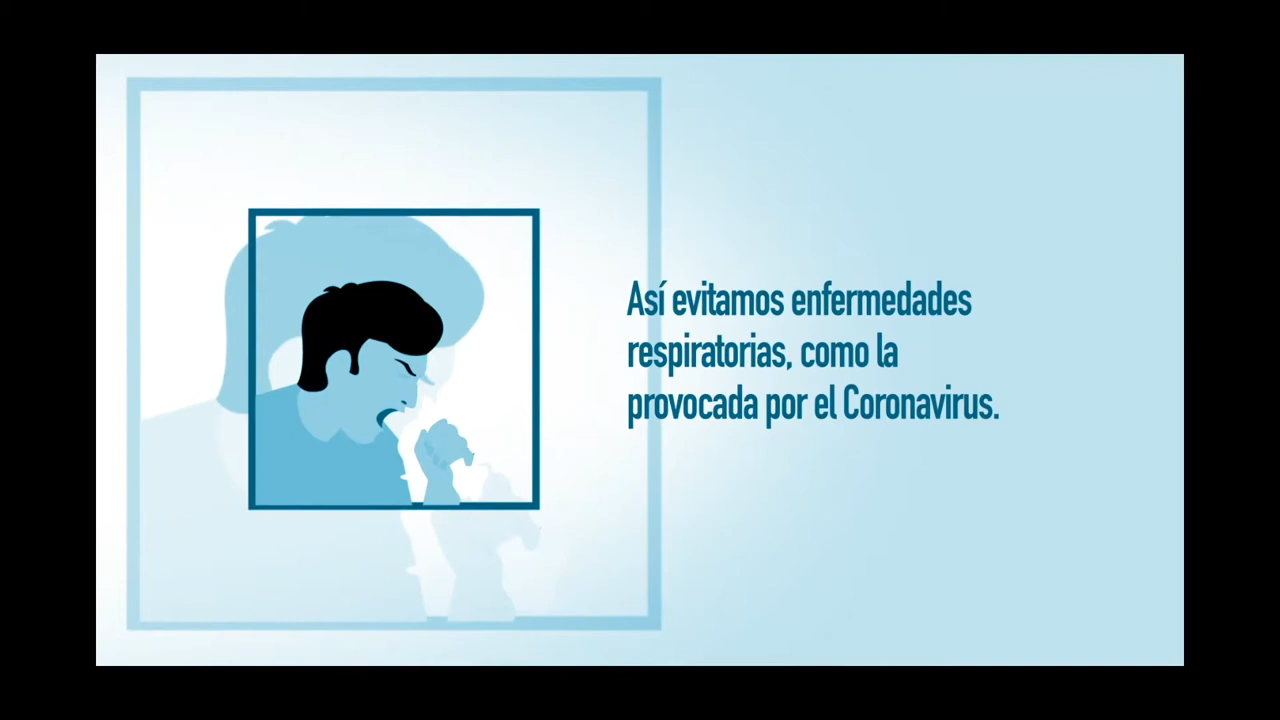 Así evitamos enfermedades
respiratorias, como la
provocada por el Coronavirus.